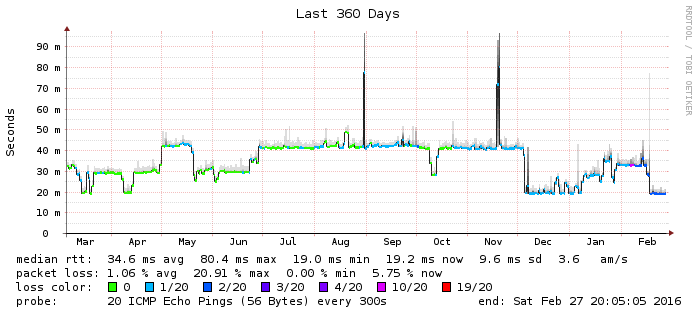 Last 360 Days
RRDTOOL / TOBI OETIKER
Seconds
90 m
80 m
70 m
60 m
50 m
40 m
30 m
20 m
10 m
0
Mar Apr May Jun Jul Aug Sep Oct Nov Dec Jan Feb
median rtt: 34.6 ms avg 80.4 ms max 19.0 ms min 19.2 ms now 9.6 ms sd 3.6 am/s
packet loss: 1.06 % avg 20.91 % max 0.00 % min 5.75 % now
loss color: 0 1/20 2/20 3/20 4/20 10/20 19/20
probe: 20 ICMP Echo Pings (56 Bytes) every 300s end: Sat Feb 27 20:05:05 2016